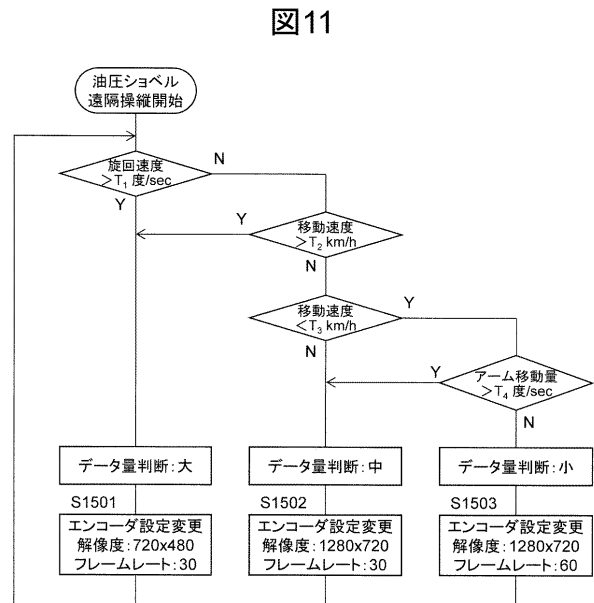 図11
油圧ショベル
遠隔操縦開始
旋回速度
＞T₁ 度/sec
N
Y
移動速度
＞T₂ km/h
Y
N
移動速度
＜T₃ km/h
Y
N
アーム移動量
＞T₄ 度/sec
Y
N
データ量判断：大
データ量判断：中
データ量判断：小
S1501
エンコーダ設定変更
解像度：720x480
フレームレート：30
S1502
エンコーダ設定変更
解像度：1280x720
フレームレート：30
S1503
エンコーダ設定変更
解像度：1280x720
フレームレート：60